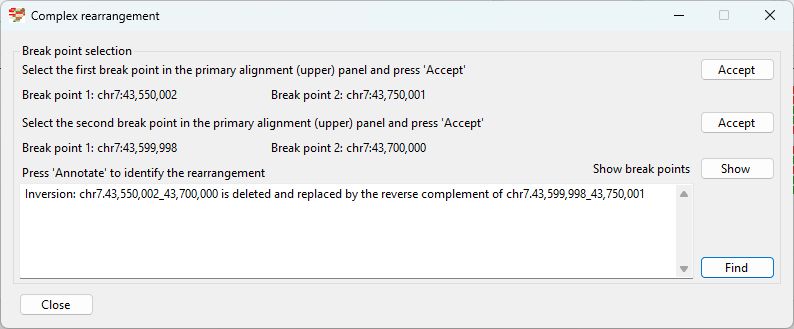 Complex rearrangement
Break point selection
Select the first break point in the primary alignment (upper) panel and press 'Accept'
Accept
Break point 1: chr7:43,550,002 Break point 2: chr7:43,750,001
Select the second break point in the primary alignment (upper) panel and press 'Accept'
Accept
Break point 1: chr7:43,599,998 Break point 2: chr7:43,700,000
Press 'Annotate' to identify the rearrangement Show break points Show
Inversion: chr7.43,550,002_43,700,000 is deleted and replaced by the reverse complement of chr7.43,599,998_43,750,001
Find
Close